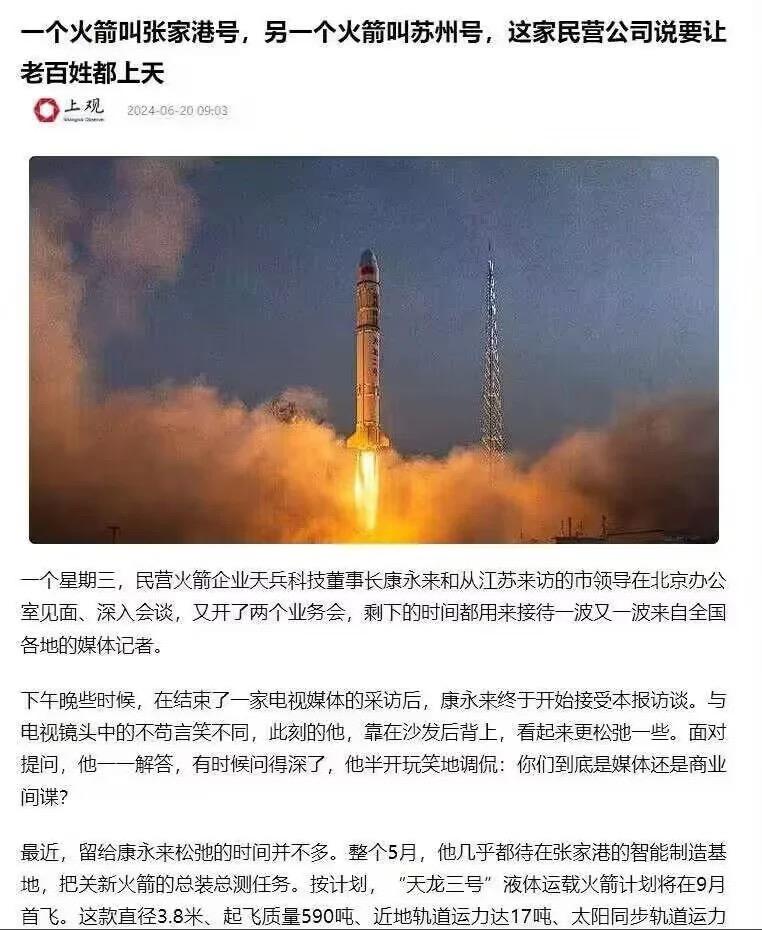 一个火箭叫张家港号，另一个火箭叫苏州号，这家民营公司说要让
老百姓都上天
上观
Shanghai Observer
2024-06-20 09:03
一个星期三，民营火箭企业天兵科技董事长康永来和从江苏来访的市领导在北京办公
室见面、深入会谈，又开了两个业务会，剩下的时间都用来接待一波又一波来自全国
各地的媒体记者。
下午晚些时候，在结束了一家电视媒体的采访后，康永来终于开始接受本报访谈。与
电视镜头中的不苟言笑不同，此刻的他，靠在沙发后背上，看起来更松弛一些。面对
提问，他一一解答，有时候问得深了，他半开玩笑地调侃：你们到底是媒体还是商业
间谍？
最近，留给康永来松弛的时间并不多。整个5月，他几乎都待在张家港的智能制造基
地，把关新火箭的总装总测任务。按计划，“天龙三号”液体运载火箭计划将在9月
首飞。这款直径3.8米、起飞质量590吨、近地轨道运力达17吨、太阳同步轨道运力